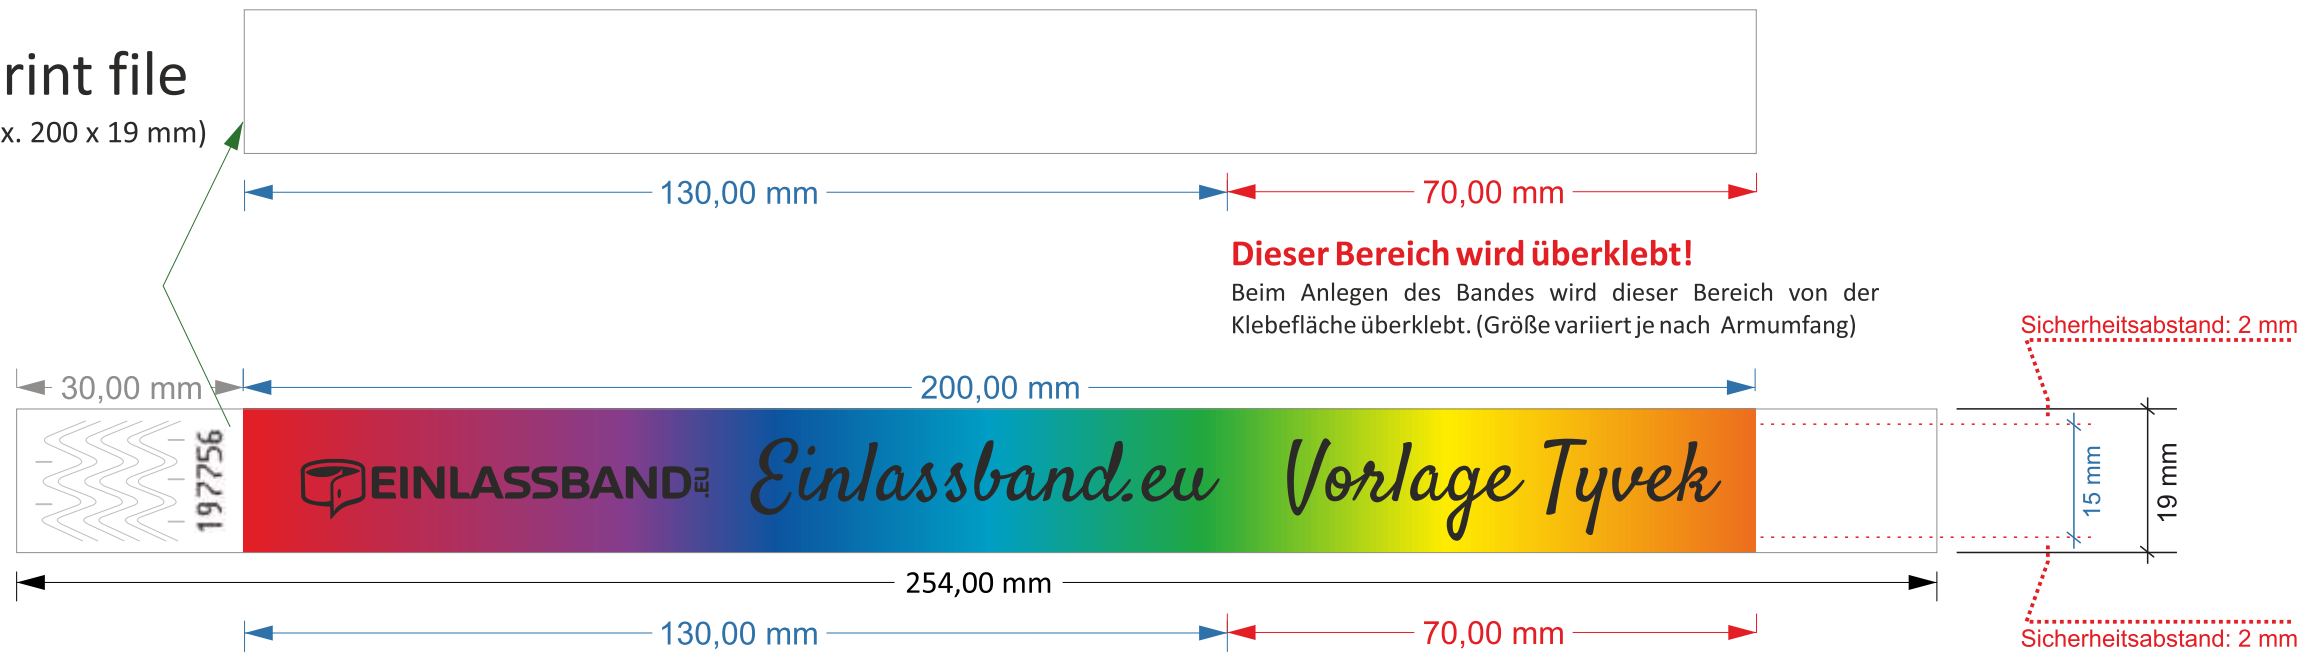 rint file
x. 200 x 19 mm)
130,00 mm
70,00 mm
Dieser Bereich wird überklebt!
Beim Anlegen des Bandes wird dieser Bereich von der
Klebefläche überklebt. (Größe variiert je nach Armumfang)
Sicherheitsabstand: 2 mm
30,00 mm
200,00 mm
197756
EINLASSBAND.EU
Einlassband.eu
Vorlage Tyvek
15 mm
19 mm
254,00 mm
130,00 mm
70,00 mm
Sicherheitsabstand: 2 mm